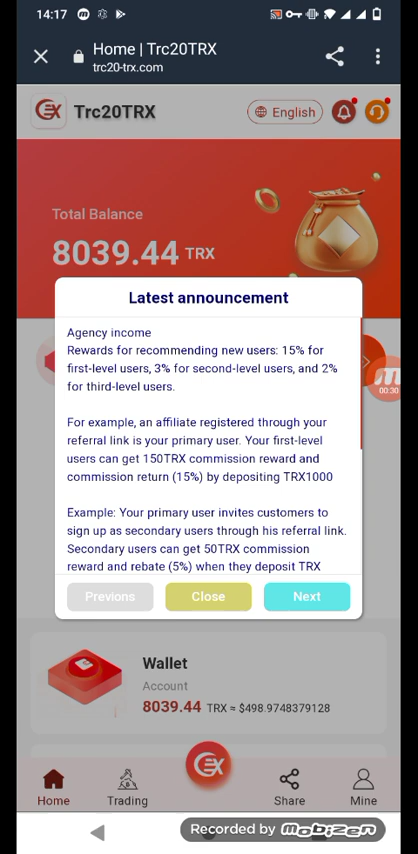 14:17
Home | Trc20TRX
trc20-trx.com
Trc20TRX
English
Total Balance
8039.44 TRX
Latest announcement
Agency income
Rewards for recommending new users: 15% for
first-level users, 3% for second-level users, and 2%
for third-level users.
For example, an affiliate registered through your
referral link is your primary user. Your first-level
users can get 150TRX commission reward and
commission return (15%) by depositing TRX1000
Example: Your primary user invites customers to
sign up as secondary users through his referral link.
Secondary users can get 50TRX commission
reward and rebate (5%) when they deposit TRX
00:30
Previons
Close
Next
Wallet
Account
8039.44 TRX ≈ $498.9748379128
Home
Trading
Share
Mine
Recorded by mobizen